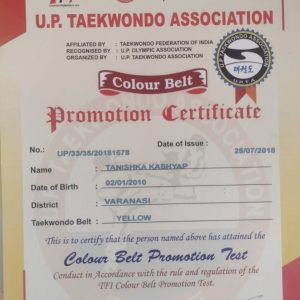 U.P. TAEKWONDO ASSOCIATION
AFFILIATED BY : TAEKWONDO FEDERATION OF INDIA
RECOGNISED BY : U.P. OLYMPIC ASSOCIATION
ORGANIZED BY : U.P. TAEKWONDO ASSOCIATION
Colour Belt
Promotion Certificate
No.: UP/33/35/20181678 Date of Issue : 25/07/2018
Name : TANISHKA KASHYAP
Date of Birth : 02/01/2010
District : VARANASI
Taekwondo Belt : YELLOW
This is to certify that the person named above has attained the
Colour Belt Promotion Test
Conduct in Accordance with the rule and regulation of the
TFI Colour Belt Promotion Test.